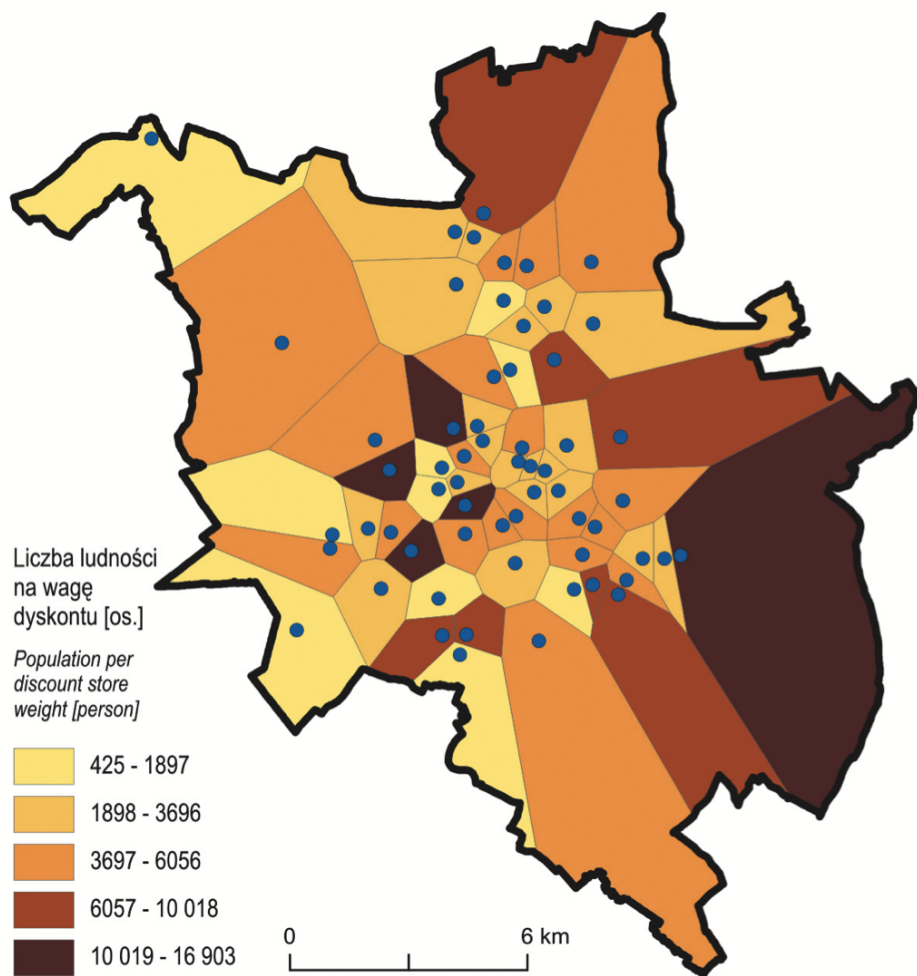 Liczba ludności
na wagę
dyskontu [os.]
Population per
discount store
weight [person]
425 - 1897
1898 - 3696
3697 - 6056
6057 - 10 018
10 019 - 16 903
0 6 km